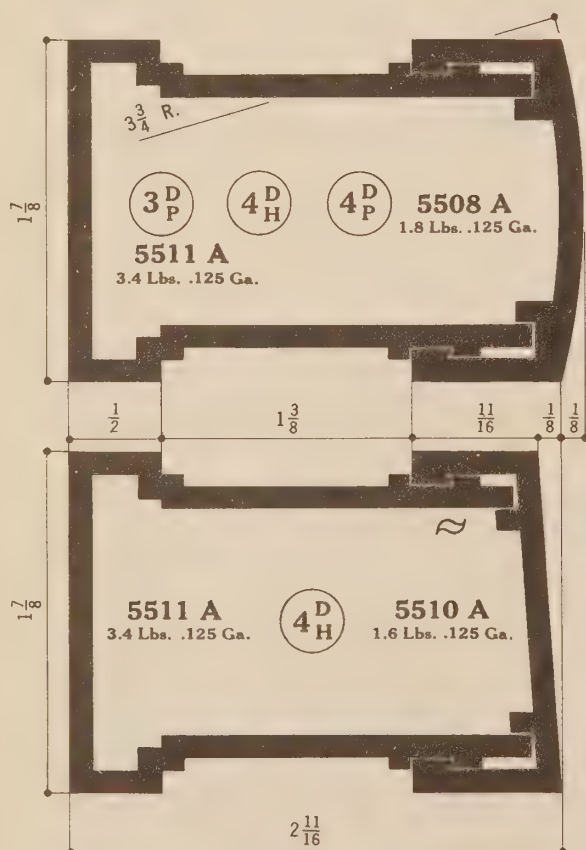 1 7/8
3 3/4 R.
3 D P
4 D H
4 D P
5508 A
1.8 Lbs. .125 Ga.
5511 A
3.4 Lbs. .125 Ga.
1/2
1 3/8
11/16
1/8
1/8
1 7/8
≈
5511 A
3.4 Lbs. .125 Ga.
4 D H
5510 A
1.6 Lbs. .125 Ga.
2 11/16